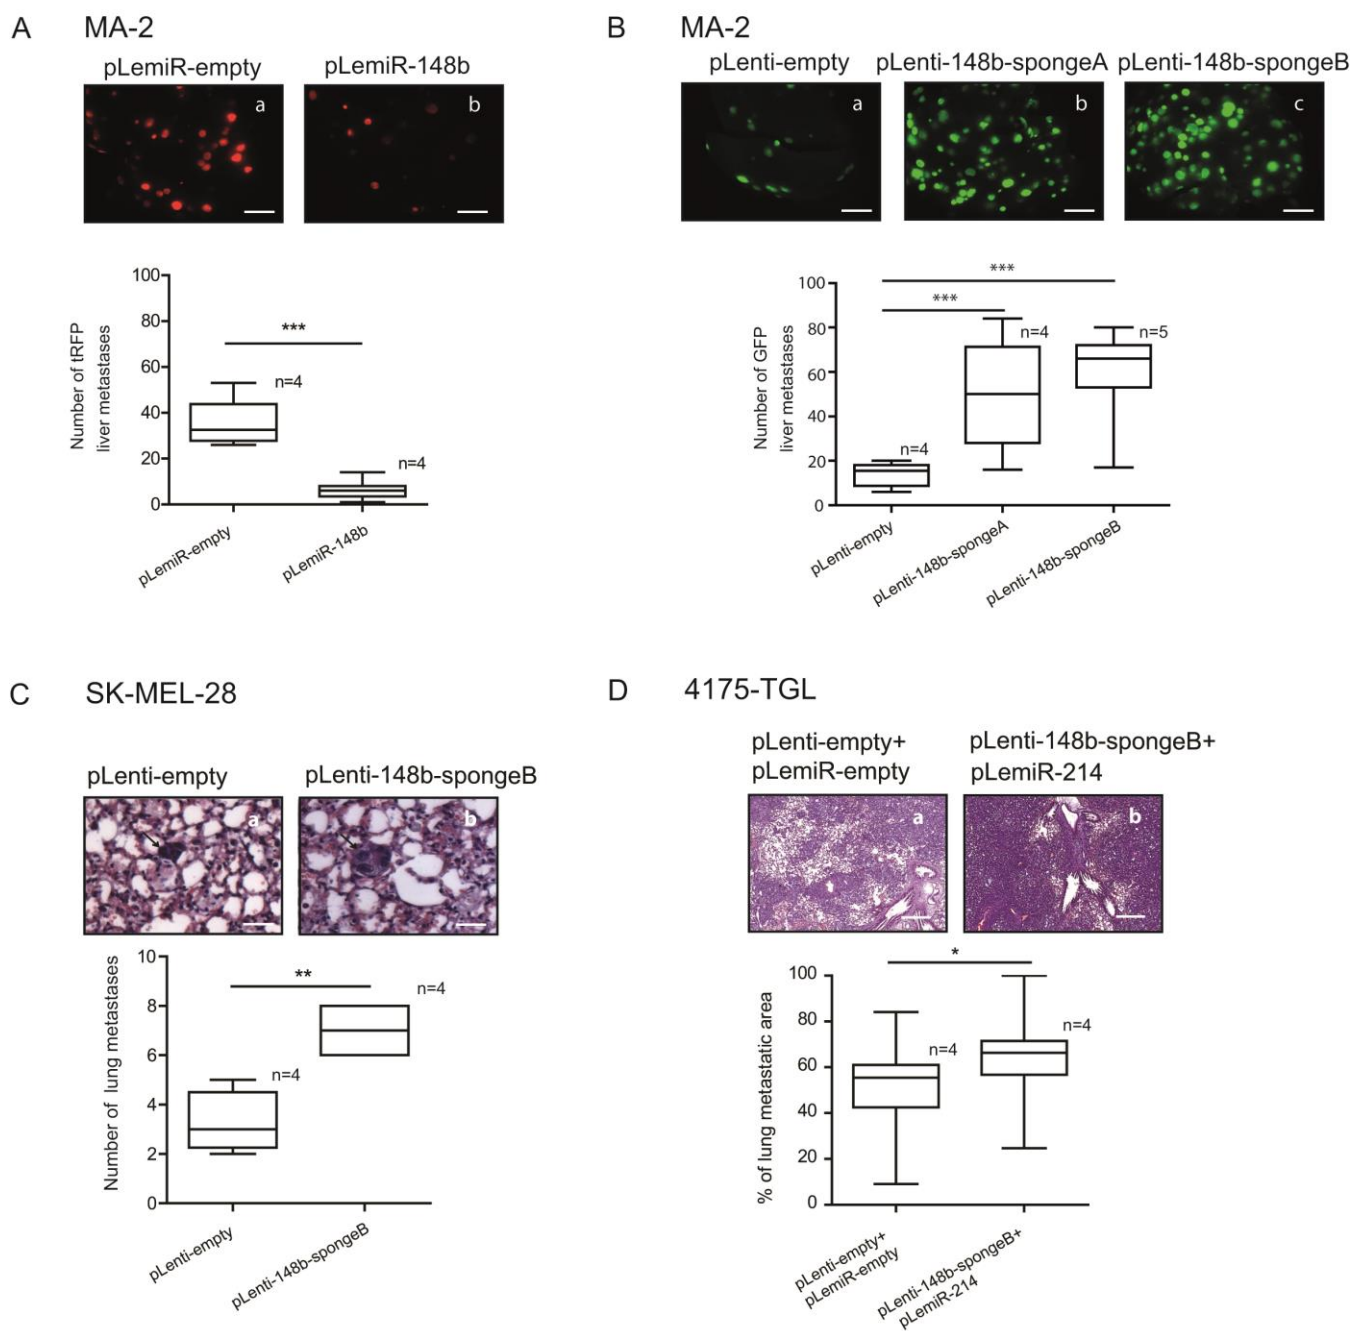 A MA-2
pLemiR-empty pLemiR-148b
a b
100
80
60
40
20
0
Number of tRFP
liver metastases
***
n=4
n=4
pLemiR-empty
pLemiR-148b
B MA-2
pLenti-empty pLenti-148b-spongeA pLenti-148b-spongeB
a b c
100
80
60
40
20
0
Number of GFP
liver metastases
***
***
n=4
n=4
n=5
pLenti-empty
pLenti-148b-spongeA
pLenti-148b-spongeB
C SK-MEL-28
pLenti-empty pLenti-148b-spongeB
a b
10
8
6
4
2
0
Number of lung metastases
**
n=4
n=4
pLenti-empty
pLenti-148b-spongeB
D 4175-TGL
pLenti-empty+
pLemiR-empty
pLenti-148b-spongeB+
pLemiR-214
a b
100
80
60
40
20
0
% of lung metastatic area
*
n=4
n=4
pLenti-empty+
pLemiR-empty
pLenti-148b-spongeB+
pLemiR-214